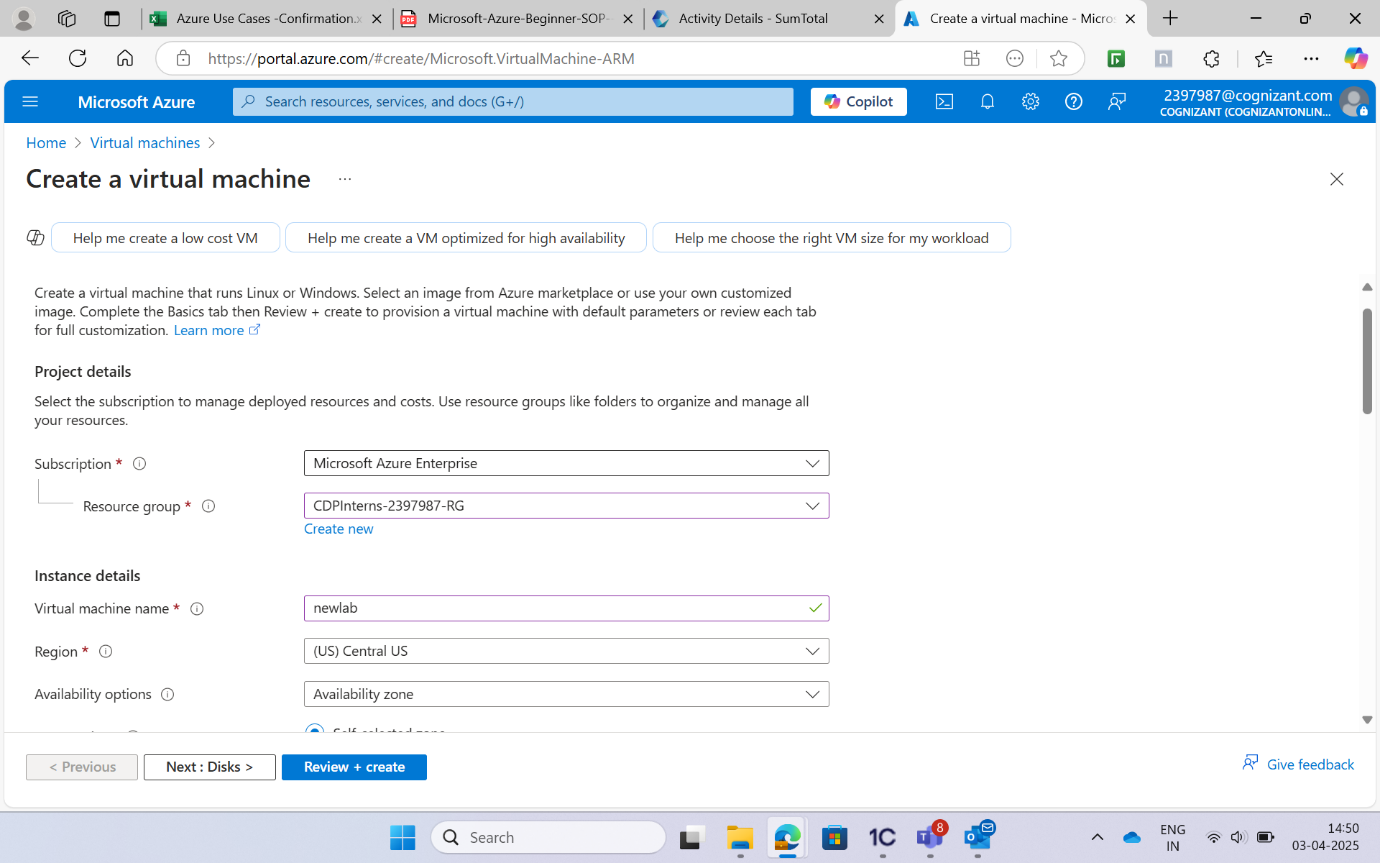 Azure Use Cases -Confirmation.x
Microsoft-Azure-Beginner-SOP-
Activity Details - SumTotal
Create a virtual machine - Micros
https://portal.azure.com/#create/Microsoft.VirtualMachine-ARM
Microsoft Azure
Search resources, services, and docs (G+/)
Copilot
2397987@cognizant.com
COGNIZANT (COGNIZANTONLIN...
Home > Virtual machines >
Create a virtual machine ...
Help me create a low cost VM
Help me create a VM optimized for high availability
Help me choose the right VM size for my workload
Create a virtual machine that runs Linux or Windows. Select an image from Azure marketplace or use your own customized
image. Complete the Basics tab then Review + create to provision a virtual machine with default parameters or review each tab
for full customization. Learn more
Project details
Select the subscription to manage deployed resources and costs. Use resource groups like folders to organize and manage all
your resources.
Subscription *
Microsoft Azure Enterprise
Resource group *
CDPInterns-2397987-RG
Create new
Instance details
Virtual machine name *
newlab
Region *
(US) Central US
Availability options
Availability zone
Self-selected zone
< Previous
Next : Disks >
Review + create
Give feedback
Search
1C
8
ENG
IN
14:50
03-04-2025